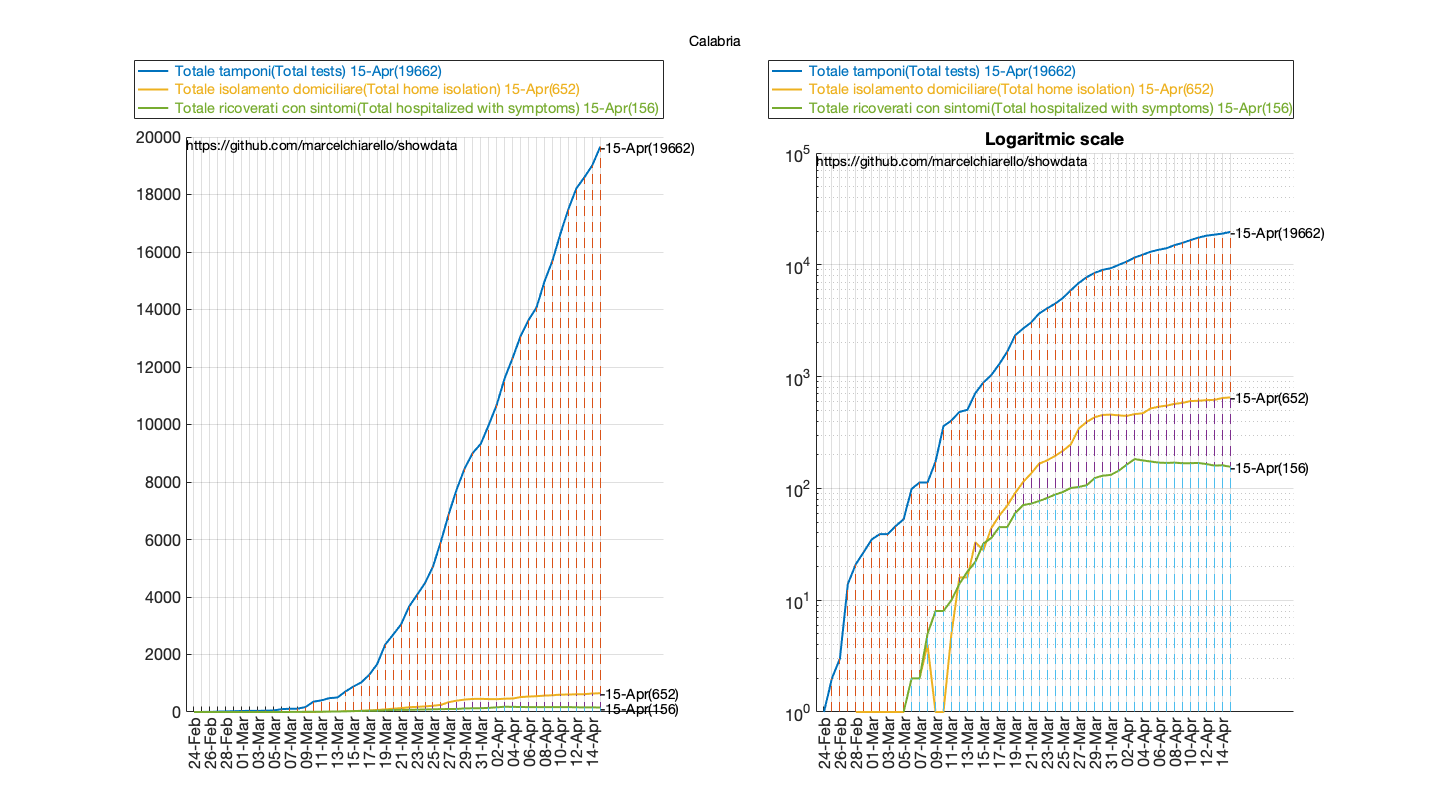 Calabria
Totale tamponi(Total tests) 15-Apr(19662)
Totale isolamento domiciliare(Total home isolation) 15-Apr(652)
Totale ricoverati con sintomi(Total hospitalized with symptoms) 15-Apr(156)
https://github.com/marcelchiarello/showdata
20000
18000
16000
14000
12000
10000
8000
6000
4000
2000
0
-15-Apr(19662)
-15-Apr(652)
-15-Apr(156)
24-Feb
26-Feb
28-Feb
01-Mar
03-Mar
05-Mar
07-Mar
09-Mar
11-Mar
13-Mar
15-Mar
17-Mar
19-Mar
21-Mar
23-Mar
25-Mar
27-Mar
29-Mar
31-Mar
02-Apr
04-Apr
06-Apr
08-Apr
10-Apr
12-Apr
14-Apr
Totale tamponi(Total tests) 15-Apr(19662)
Totale isolamento domiciliare(Total home isolation) 15-Apr(652)
Totale ricoverati con sintomi(Total hospitalized with symptoms) 15-Apr(156)
Logaritmic scale
https://github.com/marcelchiarello/showdata
10^5
10^4
10^3
10^2
10^1
10^0
-15-Apr(19662)
-15-Apr(652)
-15-Apr(156)
24-Feb
26-Feb
28-Feb
01-Mar
03-Mar
05-Mar
07-Mar
09-Mar
11-Mar
13-Mar
15-Mar
17-Mar
19-Mar
21-Mar
23-Mar
25-Mar
27-Mar
29-Mar
31-Mar
02-Apr
04-Apr
06-Apr
08-Apr
10-Apr
12-Apr
14-Apr